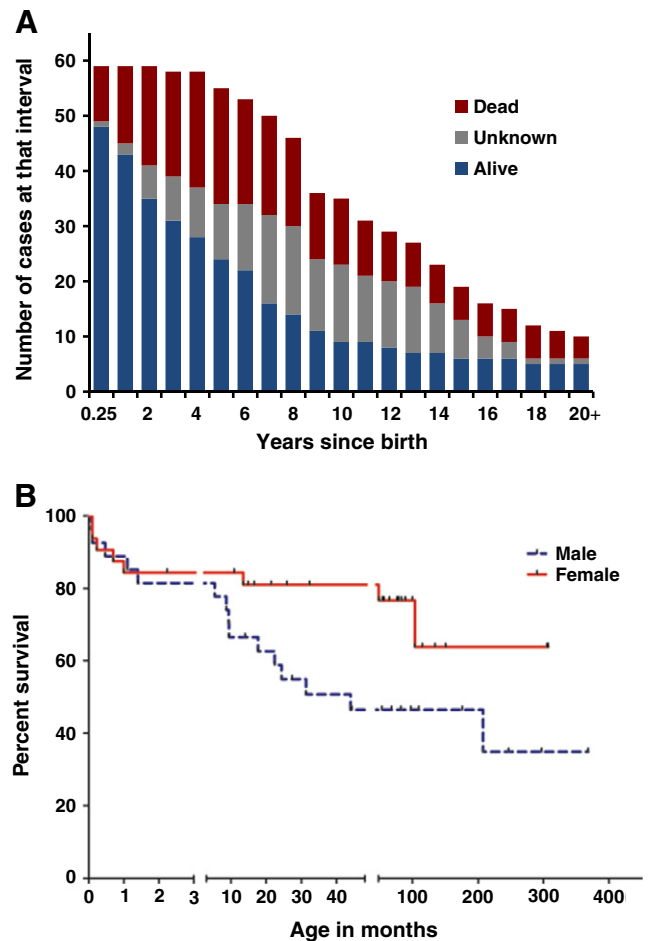 A
Number of cases at that interval
60
50
40
30
20
10
0
Dead
Unknown
Alive
0.25 2 4 6 8 10 12 14 16 18 20+
Years since birth
B
Percent survival
100
80
60
40
20
0
Male
Female
0 1 2 3 10 20 30 40 100 200 300 400
Age in months